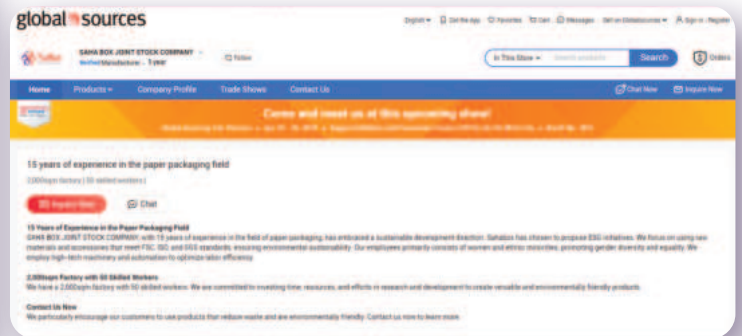 global sources
English Get the App Favorites Cart Messages Sell on Globalsources Sign in / Register
SAHA BOX JOINT STOCK COMPANY
Verified Manufacturer 1 year
Follow
In This Store Search products Search Orders
Home Products Company Profile Trade Shows Contact Us Chat Now Inquire Now
Come and meet us at this upcoming show!
15 years of experience in the paper packaging field
2,000sqm factory | 50 skilled workers |
Inquire Now Chat
15 Years of Experience in the Paper Packaging Field
SAHA BOX JOINT STOCK COMPANY, with 15 years of experience in the field of paper packaging, has embraced a sustainable development direction. Sahabox has chosen to propose ESG initiatives. We focus on using new
materials and accessories that meet FSC, ISO, and SGS standards, ensuring environmental sustainability. Our employees primarily consists of women and ethnic minorities, promoting gender diversity and equality. We
employ high-tech machinery and automation to optimize labor efficiency.
2,000sqm Factory with 50 Skilled Workers
We have a 2,000sqm factory with 50 skilled workers. We are committed to investing time, resources, and efforts in research and development to create versatile and environmentally friendly products.
Contact Us Now
We particularly encourage our customers to use products that reduce waste and are environmentally friendly. Contact us now to learn more.